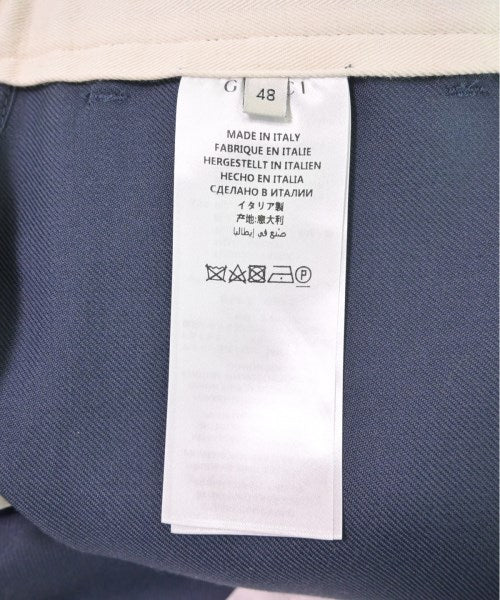 G CI
48
MADE IN ITALY
FABRIQUE EN ITALIE
HERGESTELLT IN ITALIEN
HECHO EN ITALIA
СДЕЛАНО В ИТАЛИИ
イタリア製
产地:意大利
صنع في إيطاليا
P